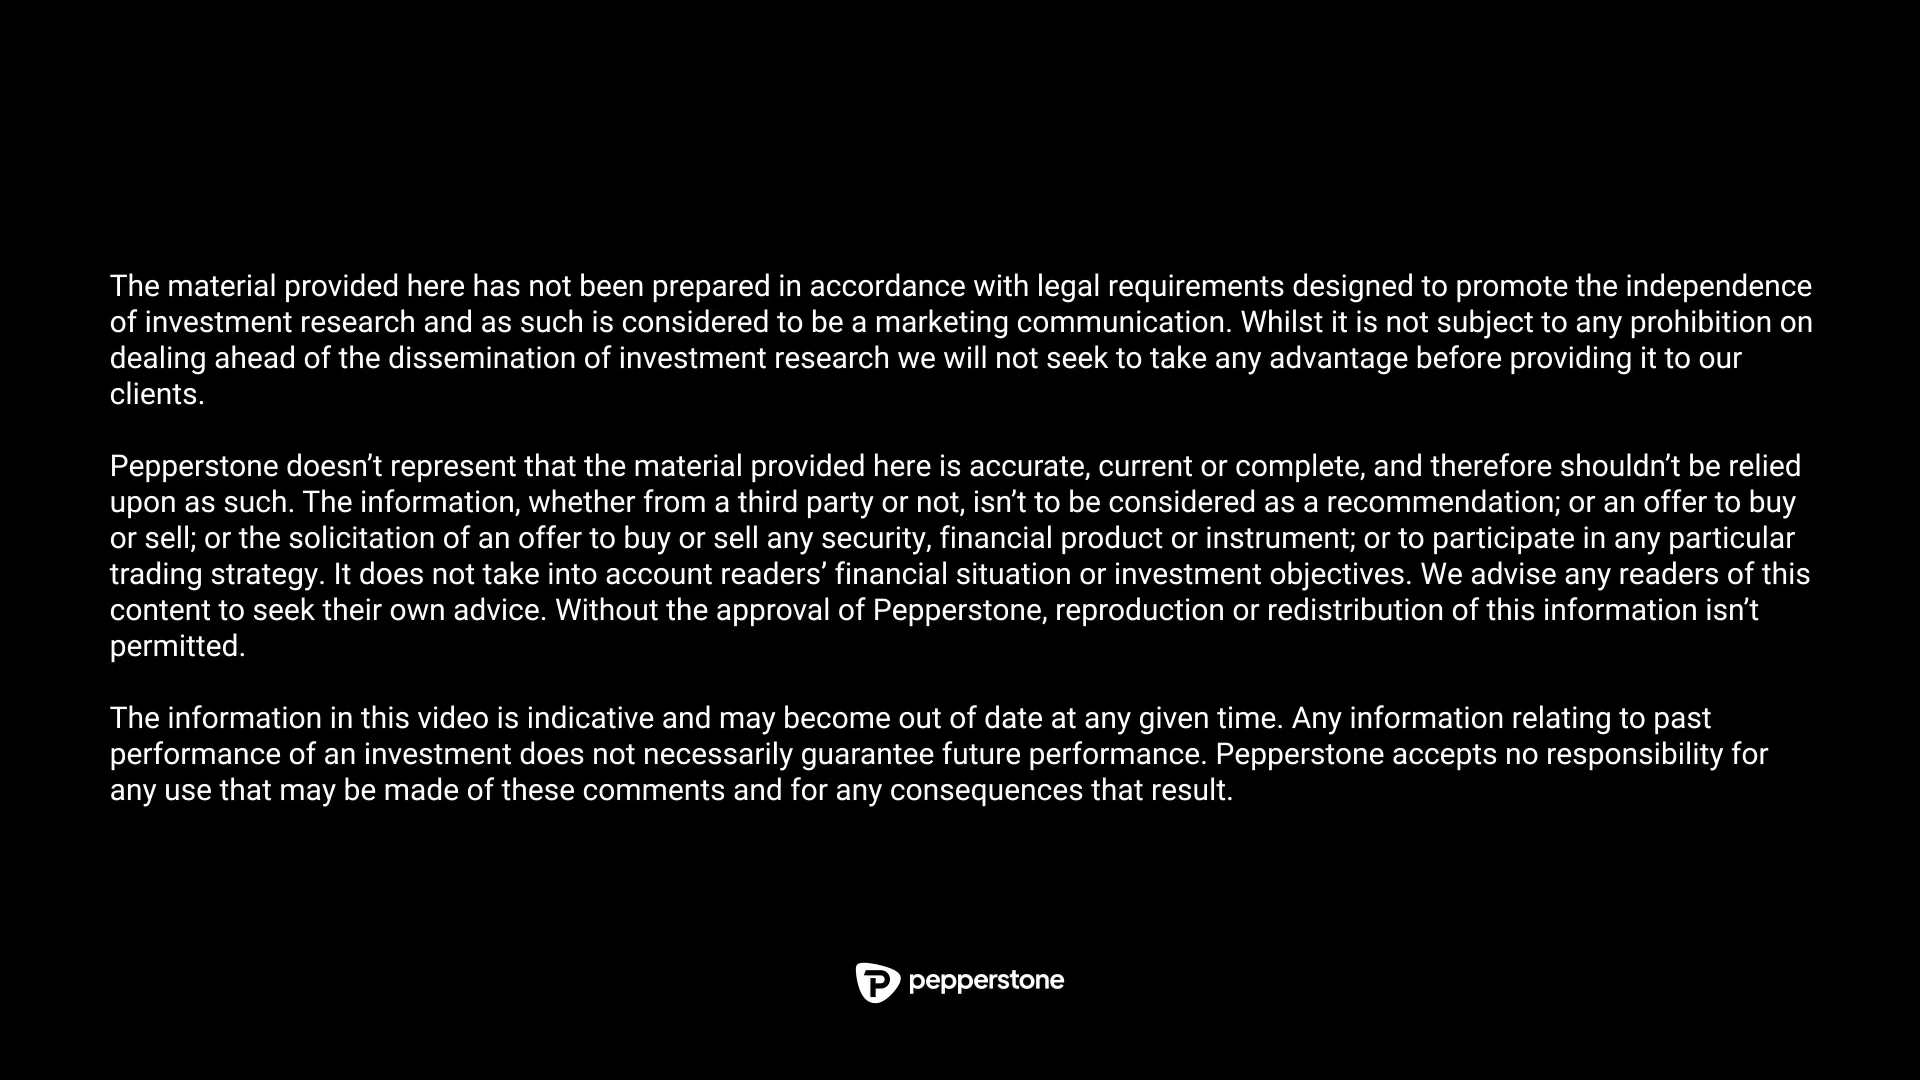 The material provided here has not been prepared in accordance with legal requirements designed to promote the independence
of investment research and as such is considered to be a marketing communication. Whilst it is not subject to any prohibition on
dealing ahead of the dissemination of investment research we will not seek to take any advantage before providing it to our
clients.
Pepperstone doesn’t represent that the material provided here is accurate, current or complete, and therefore shouldn’t be relied
upon as such. The information, whether from a third party or not, isn’t to be considered as a recommendation; or an offer to buy
or sell; or the solicitation of an offer to buy or sell any security, financial product or instrument; or to participate in any particular
trading strategy. It does not take into account readers’ financial situation or investment objectives. We advise any readers of this
content to seek their own advice. Without the approval of Pepperstone, reproduction or redistribution of this information isn’t
permitted.
The information in this video is indicative and may become out of date at any given time. Any information relating to past
performance of an investment does not necessarily guarantee future performance. Pepperstone accepts no responsibility for
any use that may be made of these comments and for any consequences that result.
pepperstone